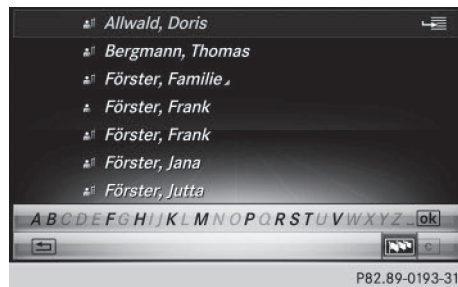 Allwald, Doris
Bergmann, Thomas
Förster, Familie
Förster, Frank
Förster, Frank
Förster, Jana
Förster, Jutta
A B C D E F G H I J K L M N O P Q R S T U V W X Y Z _ ok
C
P82.89-0193-31